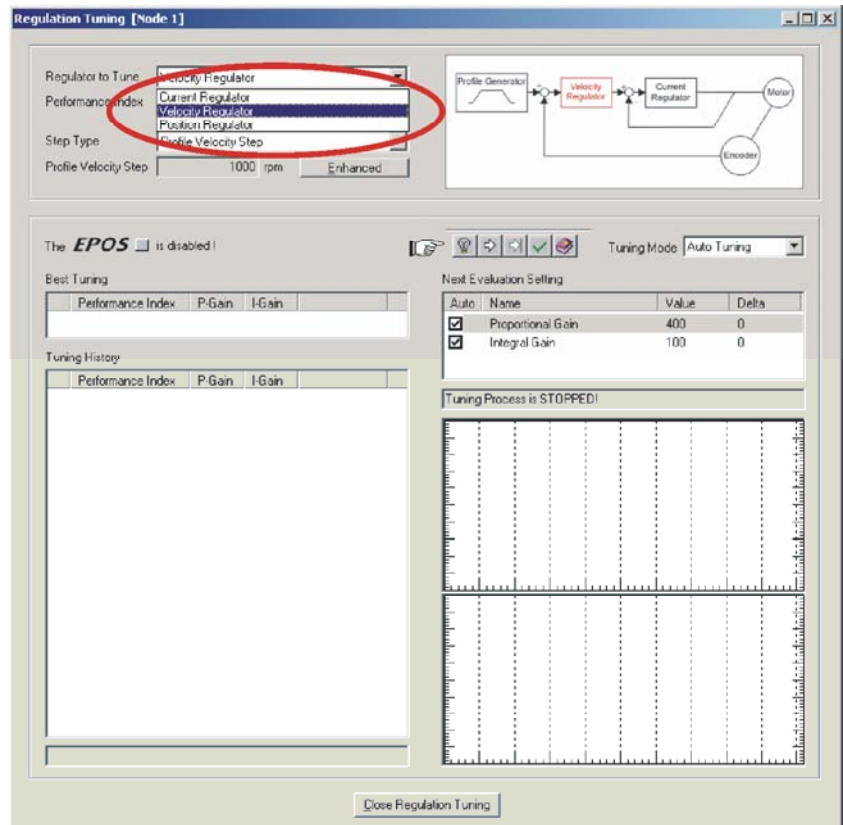 Regulation Tuning [Node 1]
Regulator to Tune Velocity Regulator
Performance Index Current Regulator
Velocity Regulator
Position Regulator
Step Type Profile Velocity Step
Profile Velocity Step 1000 rpm Enhanced
Profile Generator
Velocity Regulator
Current Regulator
Motor
Encoder
The EPOS is disabled !
Tuning Mode Auto Tuning
Best Tuning
Performance Index P-Gain I-Gain
Tuning History
Performance Index P-Gain I-Gain
Next Evaluation Setting
Auto Name Value Delta
Proportional Gain 400 0
Integral Gain 100 0
Tuning Process is STOPPED!
Close Regulation Tuning